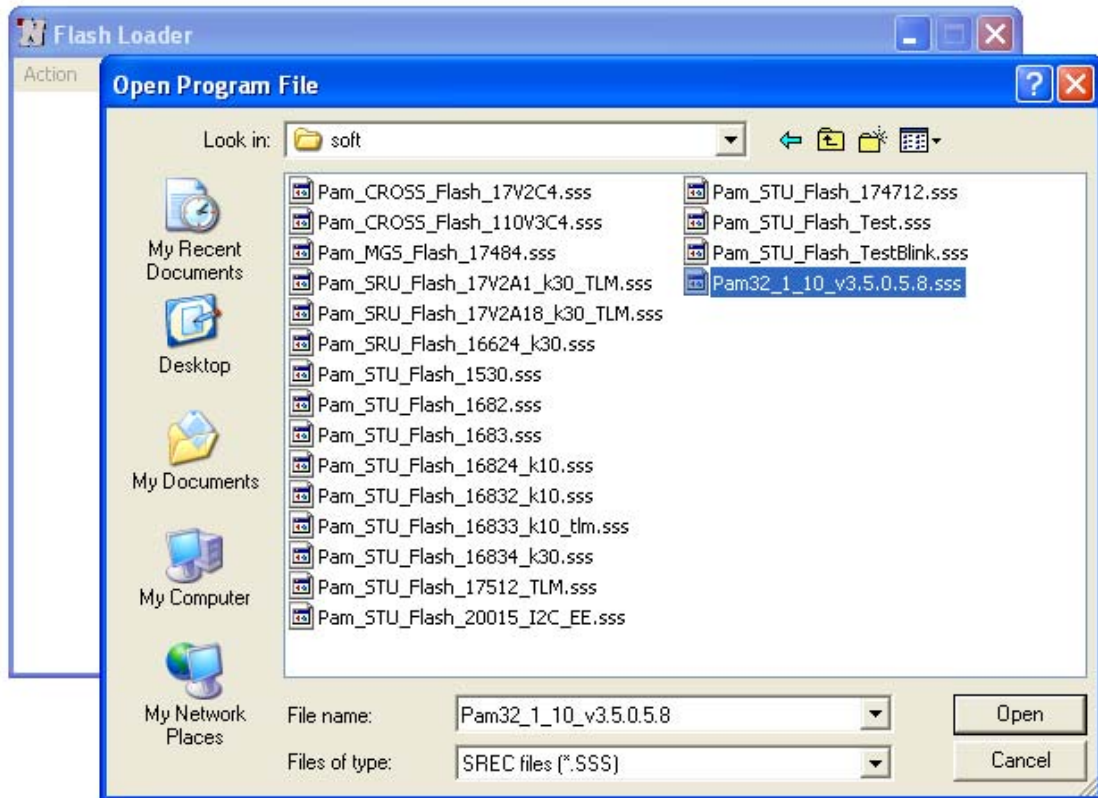 Flash Loader
Action
Open Program File
Look in: soft
My Recent Documents
Desktop
My Documents
My Computer
My Network Places
Pam_CROSS_Flash_17V2C4.sss
Pam_CROSS_Flash_110V3C4.sss
Pam_MGS_Flash_17484.sss
Pam_SRU_Flash_17V2A1_k30_TLM.sss
Pam_SRU_Flash_17V2A18_k30_TLM.sss
Pam_SRU_Flash_16624_k30.sss
Pam_STU_Flash_1530.sss
Pam_STU_Flash_1682.sss
Pam_STU_Flash_1683.sss
Pam_STU_Flash_16824_k10.sss
Pam_STU_Flash_16832_k10.sss
Pam_STU_Flash_16833_k10_tlm.sss
Pam_STU_Flash_16834_k30.sss
Pam_STU_Flash_17512_TLM.sss
Pam_STU_Flash_20015_I2C_EE.sss
Pam_STU_Flash_174712.sss
Pam_STU_Flash_Test.sss
Pam_STU_Flash_TestBlink.sss
Pam32_1_10_v3.5.0.5.8.sss
File name: Pam32_1_10_v3.5.0.5.8 Open
Files of type: SREC files (*.SSS) Cancel